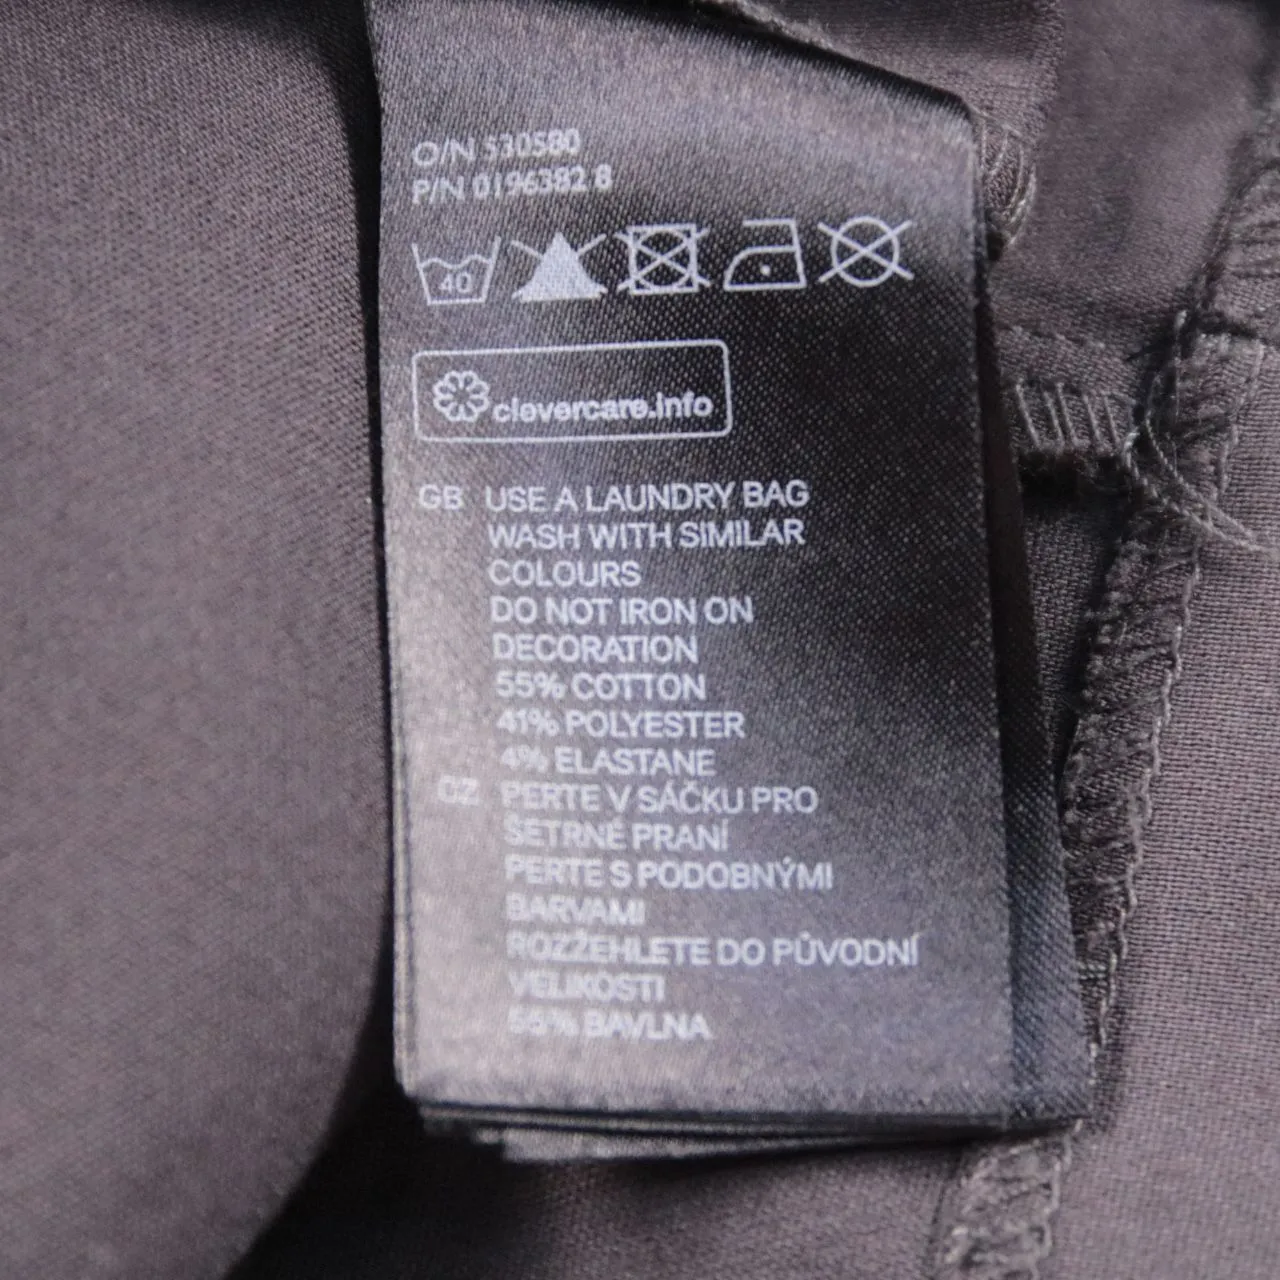 O/N 530580
P/N 0196382 8
40
clevercare.info
GB USE A LAUNDRY BAG
WASH WITH SIMILAR
COLOURS
DO NOT IRON ON
DECORATION
55% COTTON
41% POLYESTER
4% ELASTANE
CZ PERTE V SÁČKU PRO
ŠETRNÉ PRANÍ
PERTE S PODOBNÝMI
BARVAMI
ROZŽEHLETE DO PŮVODNÍ
VELIKOSTI
55% BAVLNA